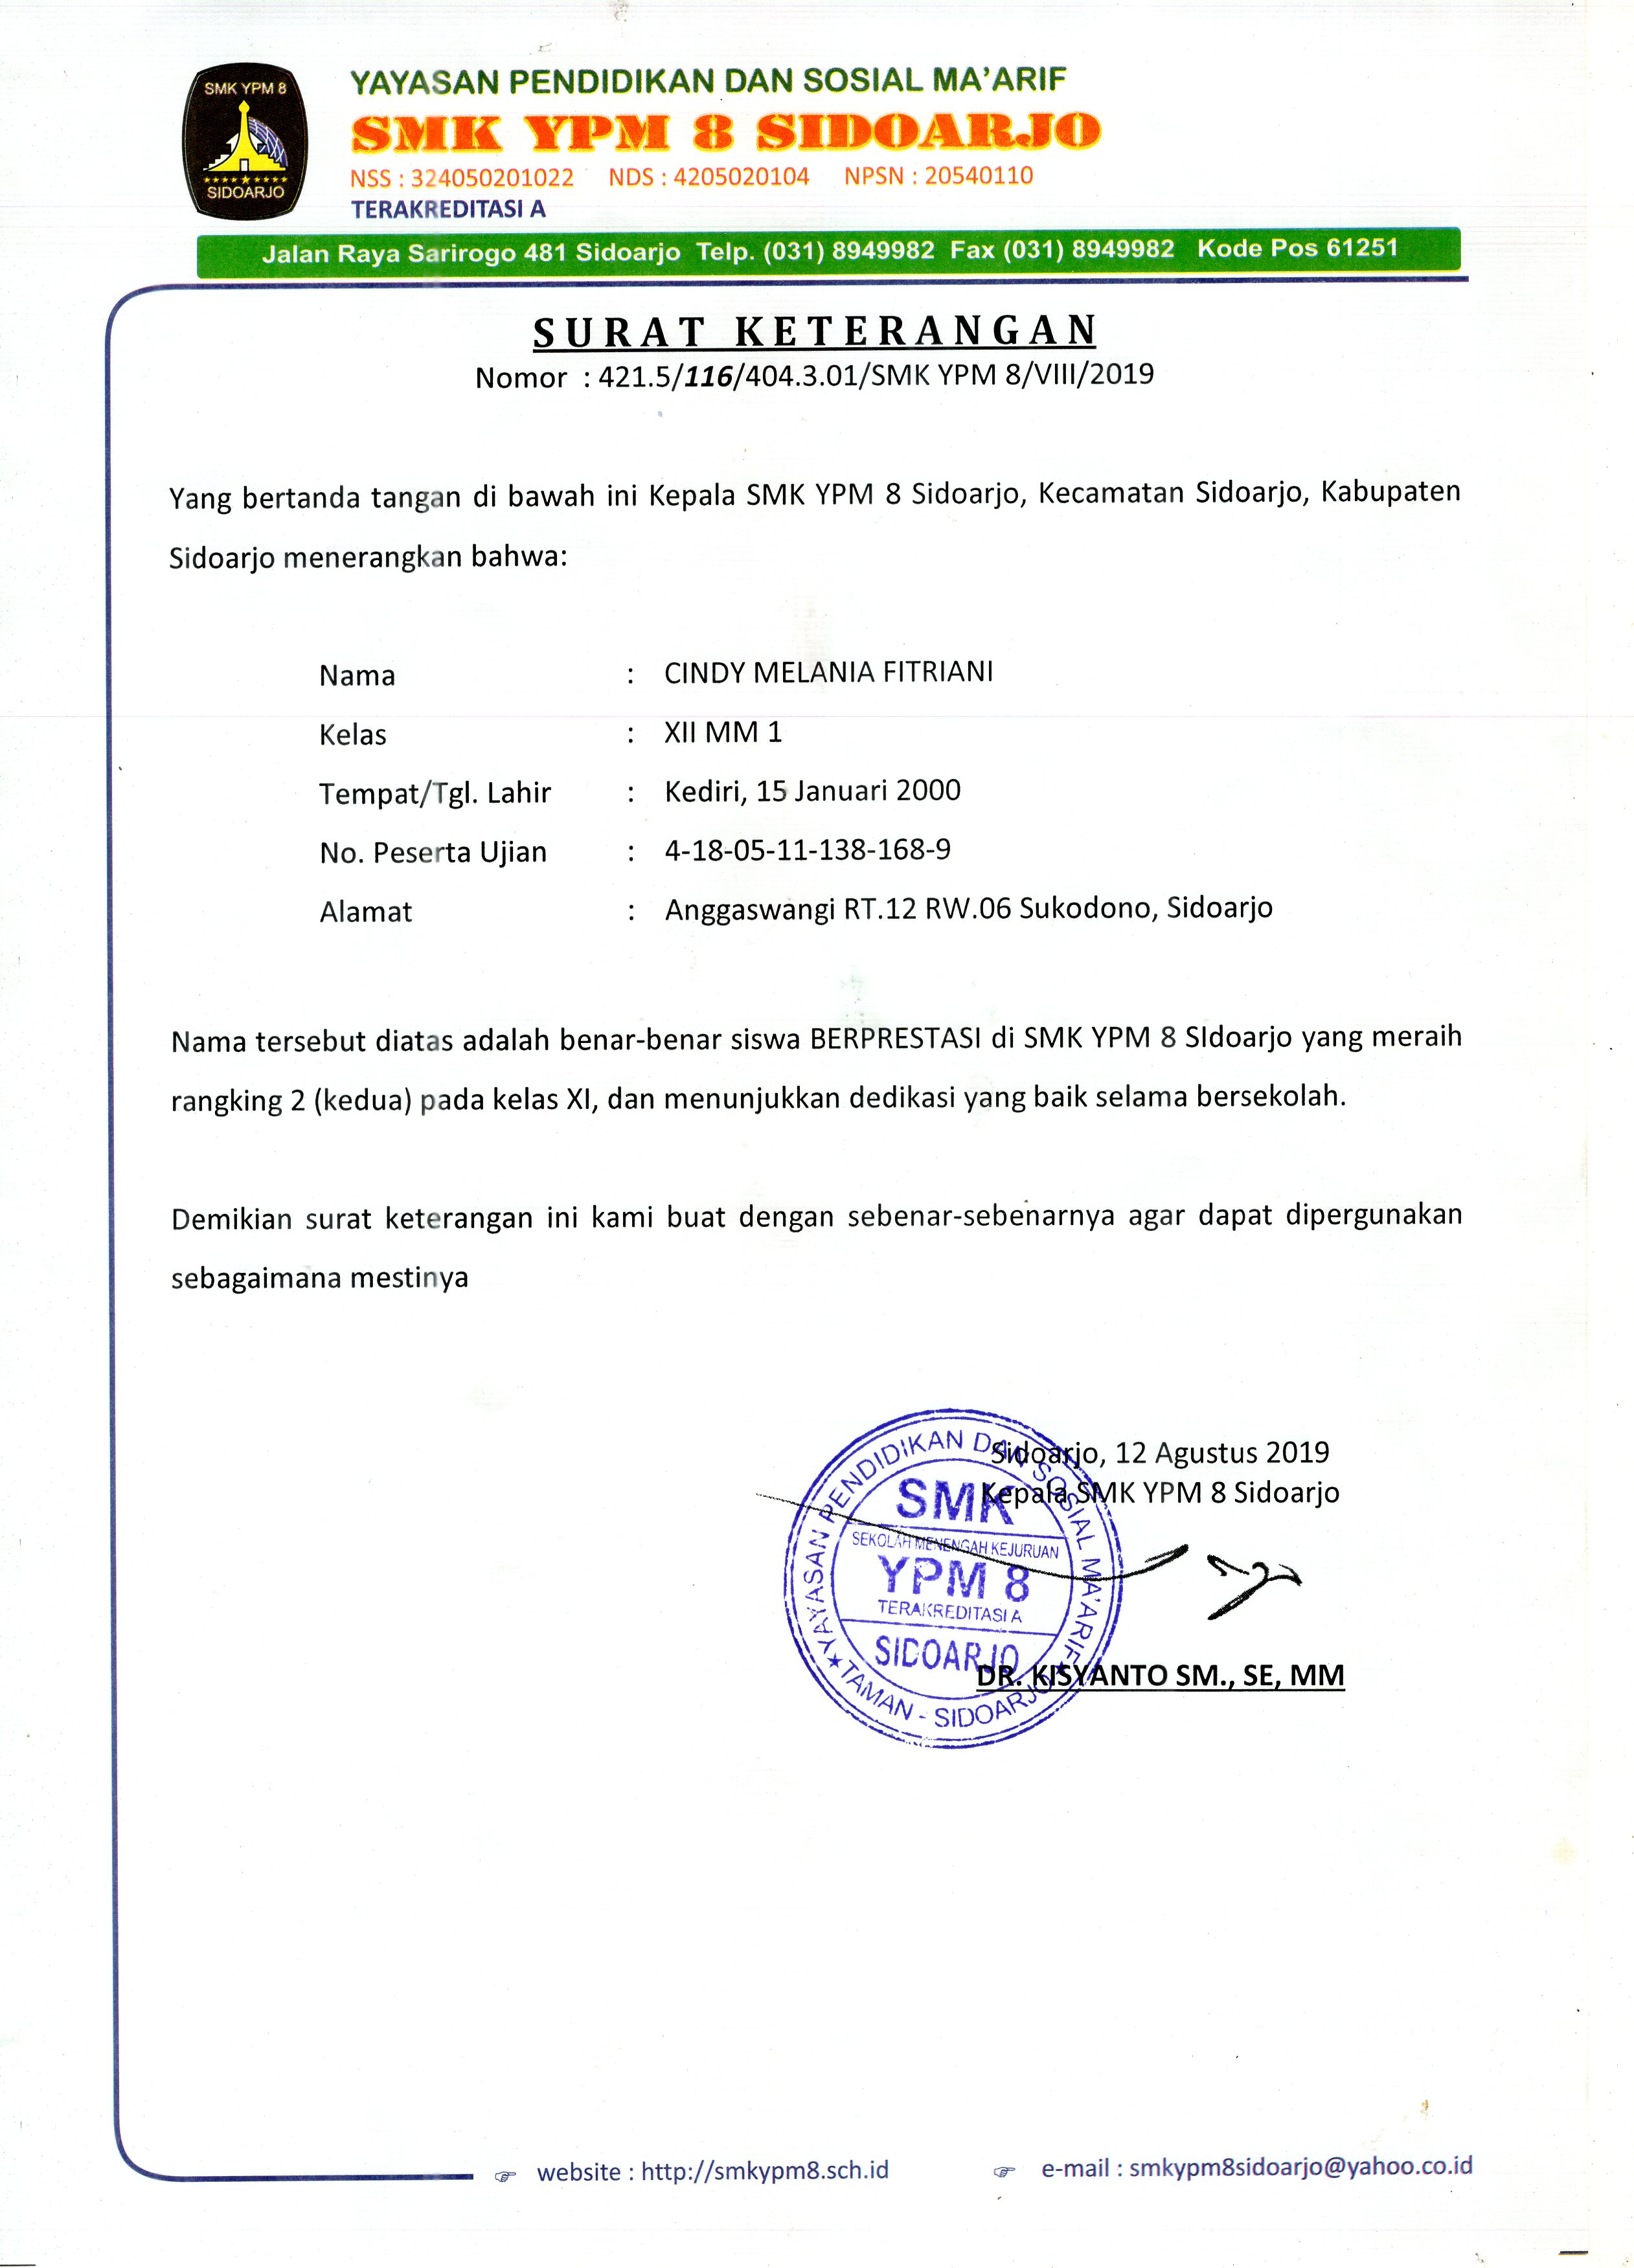 SMK YPM 8
SIDOARJO
YAYASAN PENDIDIKAN DAN SOSIAL MA'ARIF
SMK YPM 8 SIDOARJO
NSS : 324050201022 NDS : 4205020104 NPSN : 20540110
TERAKREDITASI A
Jalan Raya Sarirogo 481 Sidoarjo Telp. (031) 8949982 Fax (031) 8949982 Kode Pos 61251
SURAT KETERANGAN
Nomor : 421.5/116/404.3.01/SMK YPM 8/VIII/2019
Yang bertanda tangan di bawah ini Kepala SMK YPM 8 Sidoarjo, Kecamatan Sidoarjo, Kabupaten
Sidoarjo menerangkan bahwa:
Nama : CINDY MELANIA FITRIANI
Kelas : XII MM 1
Tempat/Tgl. Lahir : Kediri, 15 Januari 2000
No. Peserta Ujian : 4-18-05-11-138-168-9
Alamat : Anggaswangi RT.12 RW.06 Sukodono, Sidoarjo
Nama tersebut diatas adalah benar-benar siswa BERPRESTASI di SMK YPM 8 SIdoarjo yang meraih
rangking 2 (kedua) pada kelas XI, dan menunjukkan dedikasi yang baik selama bersekolah.
Demikian surat keterangan ini kami buat dengan sebenar-sebenarnya agar dapat dipergunakan
sebagaimana mestinya
Sidoarjo, 12 Agustus 2019
Kepala SMK YPM 8 Sidoarjo
YAYASAN PENDIDIKAN DAN SOSIAL MA'ARIF
SMK
SEKOLAH MENENGAH KEJURUAN
YPM 8
TERAKREDITASI A
SIDOARJO
TAMAN - SIDOARJO
DR. KISYANTO SM., SE, MM
website : http://smkypm8.sch.id e-mail : smkypm8sidoarjo@yahoo.co.id